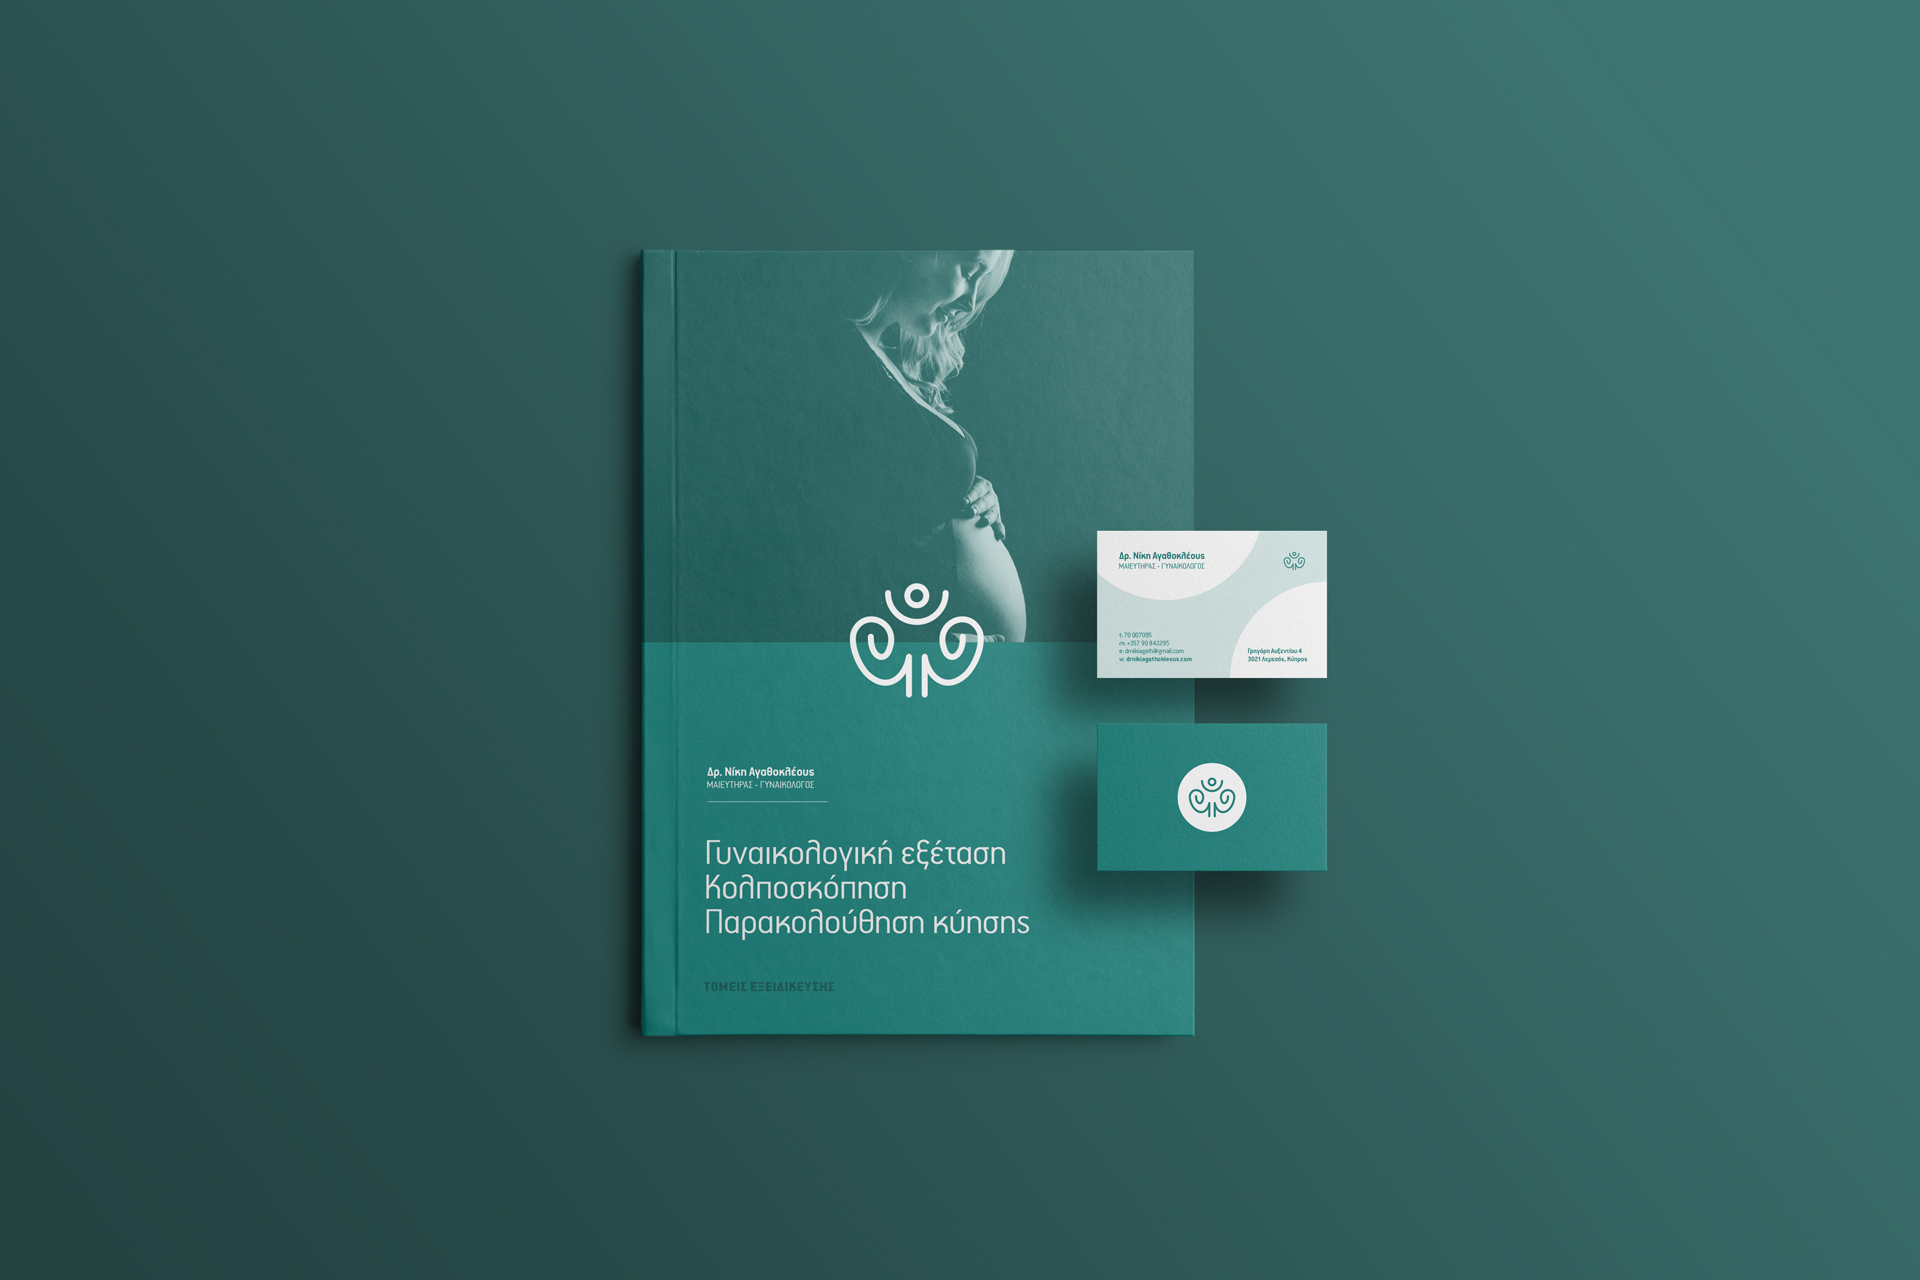 Δρ. Νίκη Αγαθοκλέους
ΜΑΙΕΥΤΗΡΑΣ - ΓΥΝΑΙΚΟΛΟΓΟΣ
Γυναικολογική εξέταση
Κολποσκόπηση
Παρακολούθηση κύησης
ΤΟΜΕΙΣ ΕΞΕΙΔΙΚΕΥΣΗΣ
Δρ. Νίκη Αγαθοκλέους
ΜΑΙΕΥΤΗΡΑΣ - ΓΥΝΑΙΚΟΛΟΓΟΣ
t: 70 007095
m: +357 99 842295
e: drnikiagath@gmail.com
w: drnikiagathokleous.com
Γρηγόρη Αυξεντίου 4
3021 Λεμεσός, Κύπρος